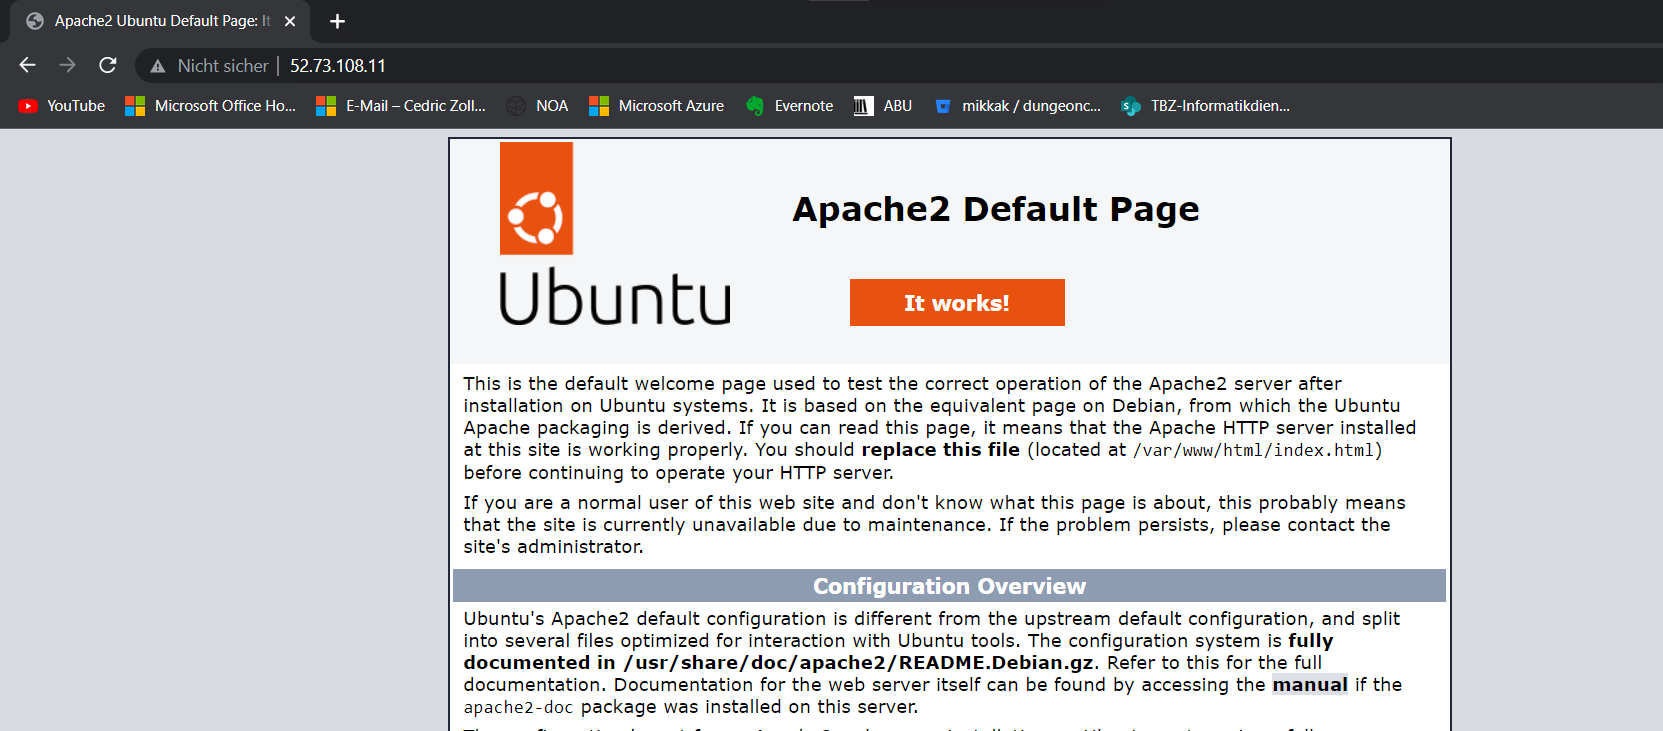 Apache2 Ubuntu Default Page: It
Nicht sicher | 52.73.108.11
YouTube Microsoft Office Ho... E-Mail – Cedric Zoll... NOA Microsoft Azure Evernote ABU mikkak / dungeonc... TBZ-Informatikdien...
Apache2 Default Page
Ubuntu
It works!
This is the default welcome page used to test the correct operation of the Apache2 server after
installation on Ubuntu systems. It is based on the equivalent page on Debian, from which the Ubuntu
Apache packaging is derived. If you can read this page, it means that the Apache HTTP server installed
at this site is working properly. You should replace this file (located at /var/www/html/index.html)
before continuing to operate your HTTP server.
If you are a normal user of this web site and don't know what this page is about, this probably means
that the site is currently unavailable due to maintenance. If the problem persists, please contact the
site's administrator.
Configuration Overview
Ubuntu's Apache2 default configuration is different from the upstream default configuration, and split
into several files optimized for interaction with Ubuntu tools. The configuration system is fully
documented in /usr/share/doc/apache2/README.Debian.gz. Refer to this for the full
documentation. Documentation for the web server itself can be found by accessing the manual if the
apache2-doc package was installed on this server.